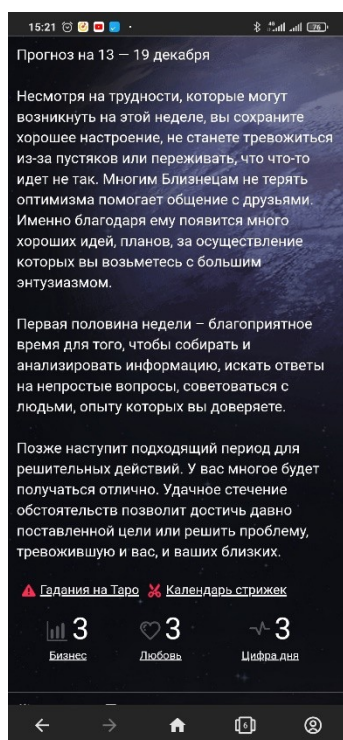 15:21
76
Прогноз на 13 — 19 декабря
Несмотря на трудности, которые могут
возникнуть на этой неделе, вы сохраните
хорошее настроение, не станете тревожиться
из-за пустяков или переживать, что что-то
идет не так. Многим Близнецам не терять
оптимизма помогает общение с друзьями.
Именно благодаря ему появится много
хороших идей, планов, за осуществление
которых вы возьметесь с большим
энтузиазмом.
Первая половина недели – благоприятное
время для того, чтобы собирать и
анализировать информацию, искать ответы
на непростые вопросы, советоваться с
людьми, опыту которых вы доверяете.
Позже наступит подходящий период для
решительных действий. У вас многое будет
получаться отлично. Удачное стечение
обстоятельств позволит достичь давно
поставленной цели или решить проблему,
тревожившую и вас, и ваших близких.
Гадания на Таро Календарь стрижек
3 3 3
Бизнес Любовь Цифра дня
6